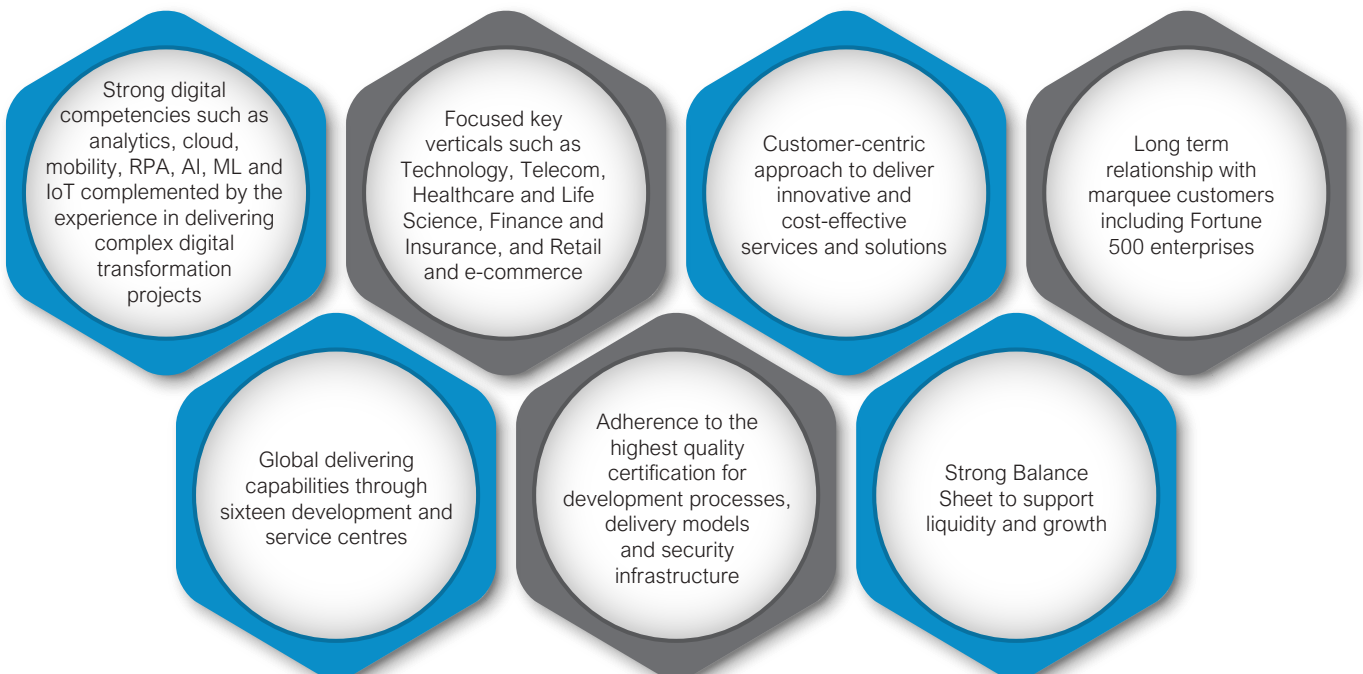 Strong digital
competencies such as
analytics, cloud,
mobility, RPA, AI, ML and
IoT complemented by the
experience in delivering
complex digital
transformation
projects
Focused key
verticals such as
Technology, Telecom,
Healthcare and Life
Science, Finance and
Insurance, and Retail
and e-commerce
Customer-centric
approach to deliver
innovative and
cost-effective
services and solutions
Long term
relationship with
marquee customers
including Fortune
500 enterprises
Global delivering
capabilities through
sixteen development and
service centres
Adherence to the
highest quality
certification for
development processes,
delivery models
and security
infrastructure
Strong Balance
Sheet to support
liquidity and growth